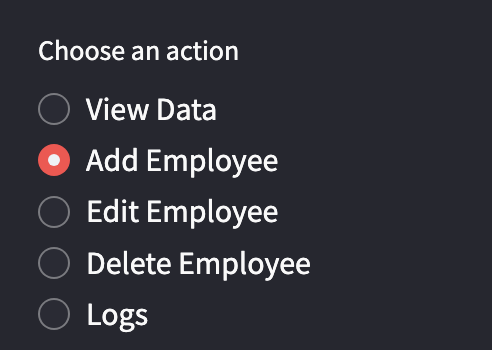 Choose an action
View Data
Add Employee
Edit Employee
Delete Employee
Logs